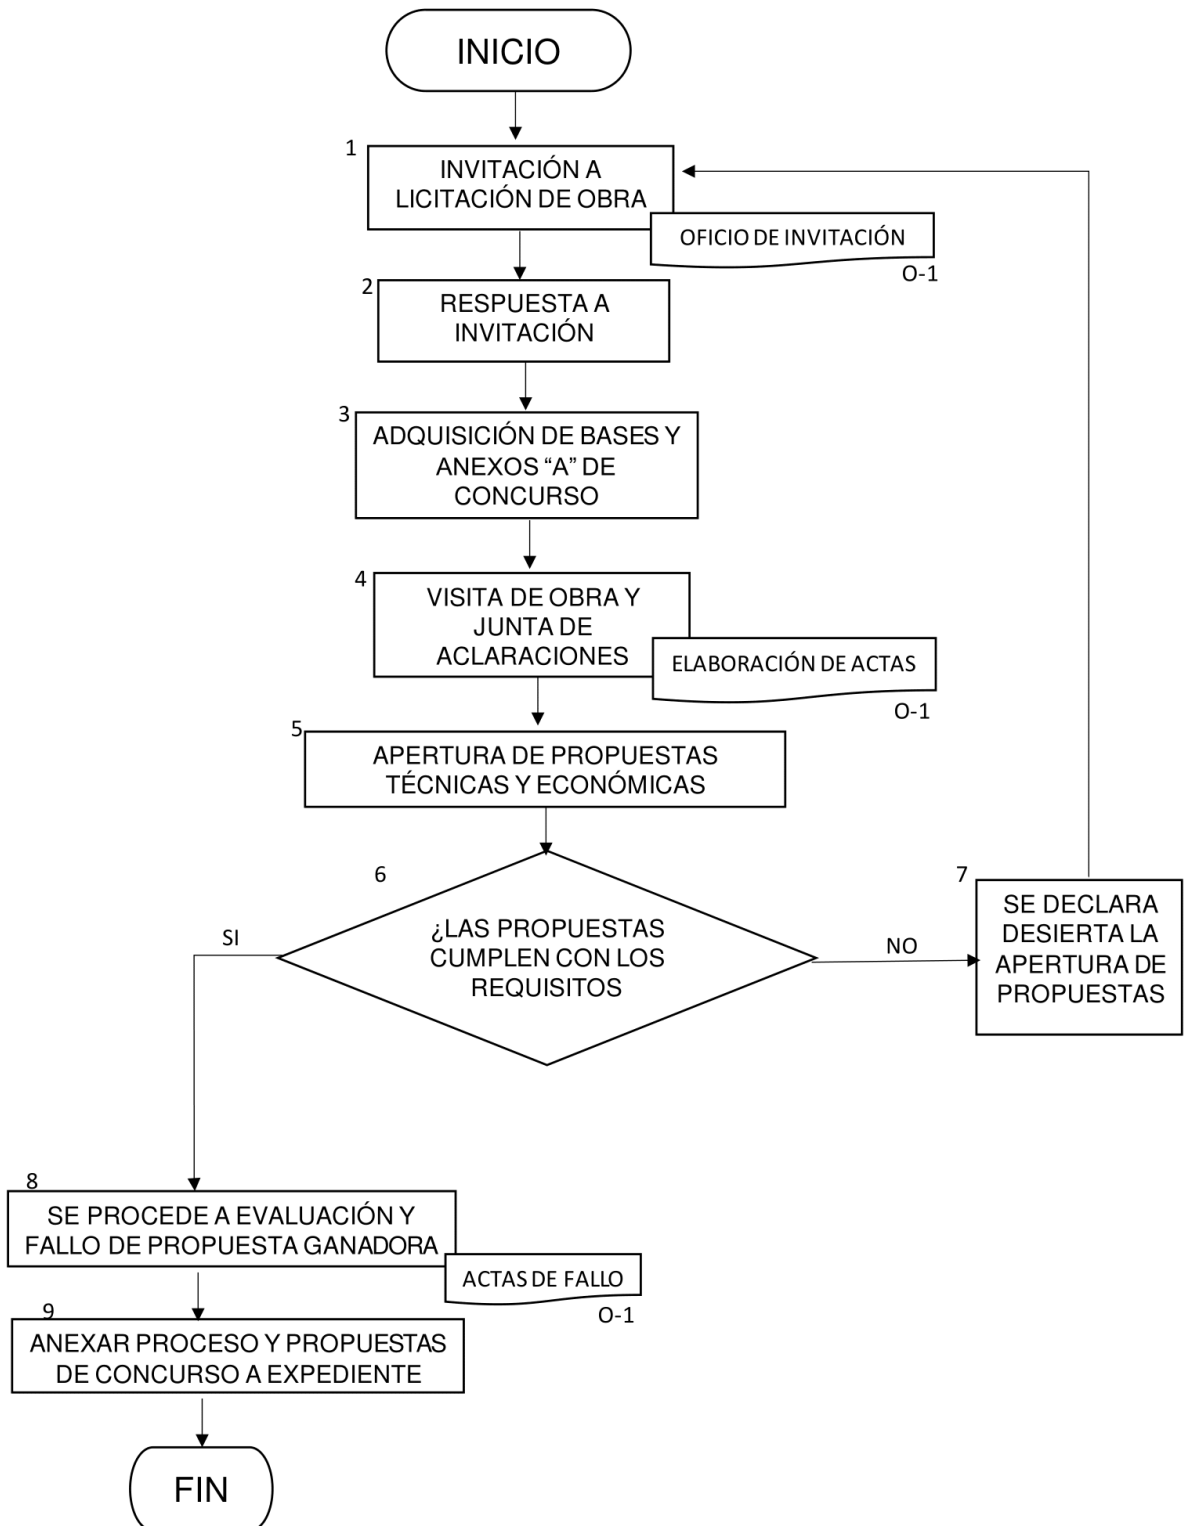 INICIO
1
INVITACIÓN A
LICITACIÓN DE OBRA
OFICIO DE INVITACIÓN
O-1
2
RESPUESTA A
INVITACIÓN
3
ADQUISICIÓN DE BASES Y
ANEXOS “A” DE
CONCURSO
4
VISITA DE OBRA Y
JUNTA DE
ACLARACIONES
ELABORACIÓN DE ACTAS
O-1
5
APERTURA DE PROPUESTAS
TÉCNICAS Y ECONÓMICAS
6
¿LAS PROPUESTAS
CUMPLEN CON LOS
REQUISITOS
SI
NO
7
SE DECLARA
DESIERTA LA
APERTURA DE
PROPUESTAS
8
SE PROCEDE A EVALUACIÓN Y
FALLO DE PROPUESTA GANADORA
ACTAS DE FALLO
O-1
9
ANEXAR PROCESO Y PROPUESTAS
DE CONCURSO A EXPEDIENTE
FIN